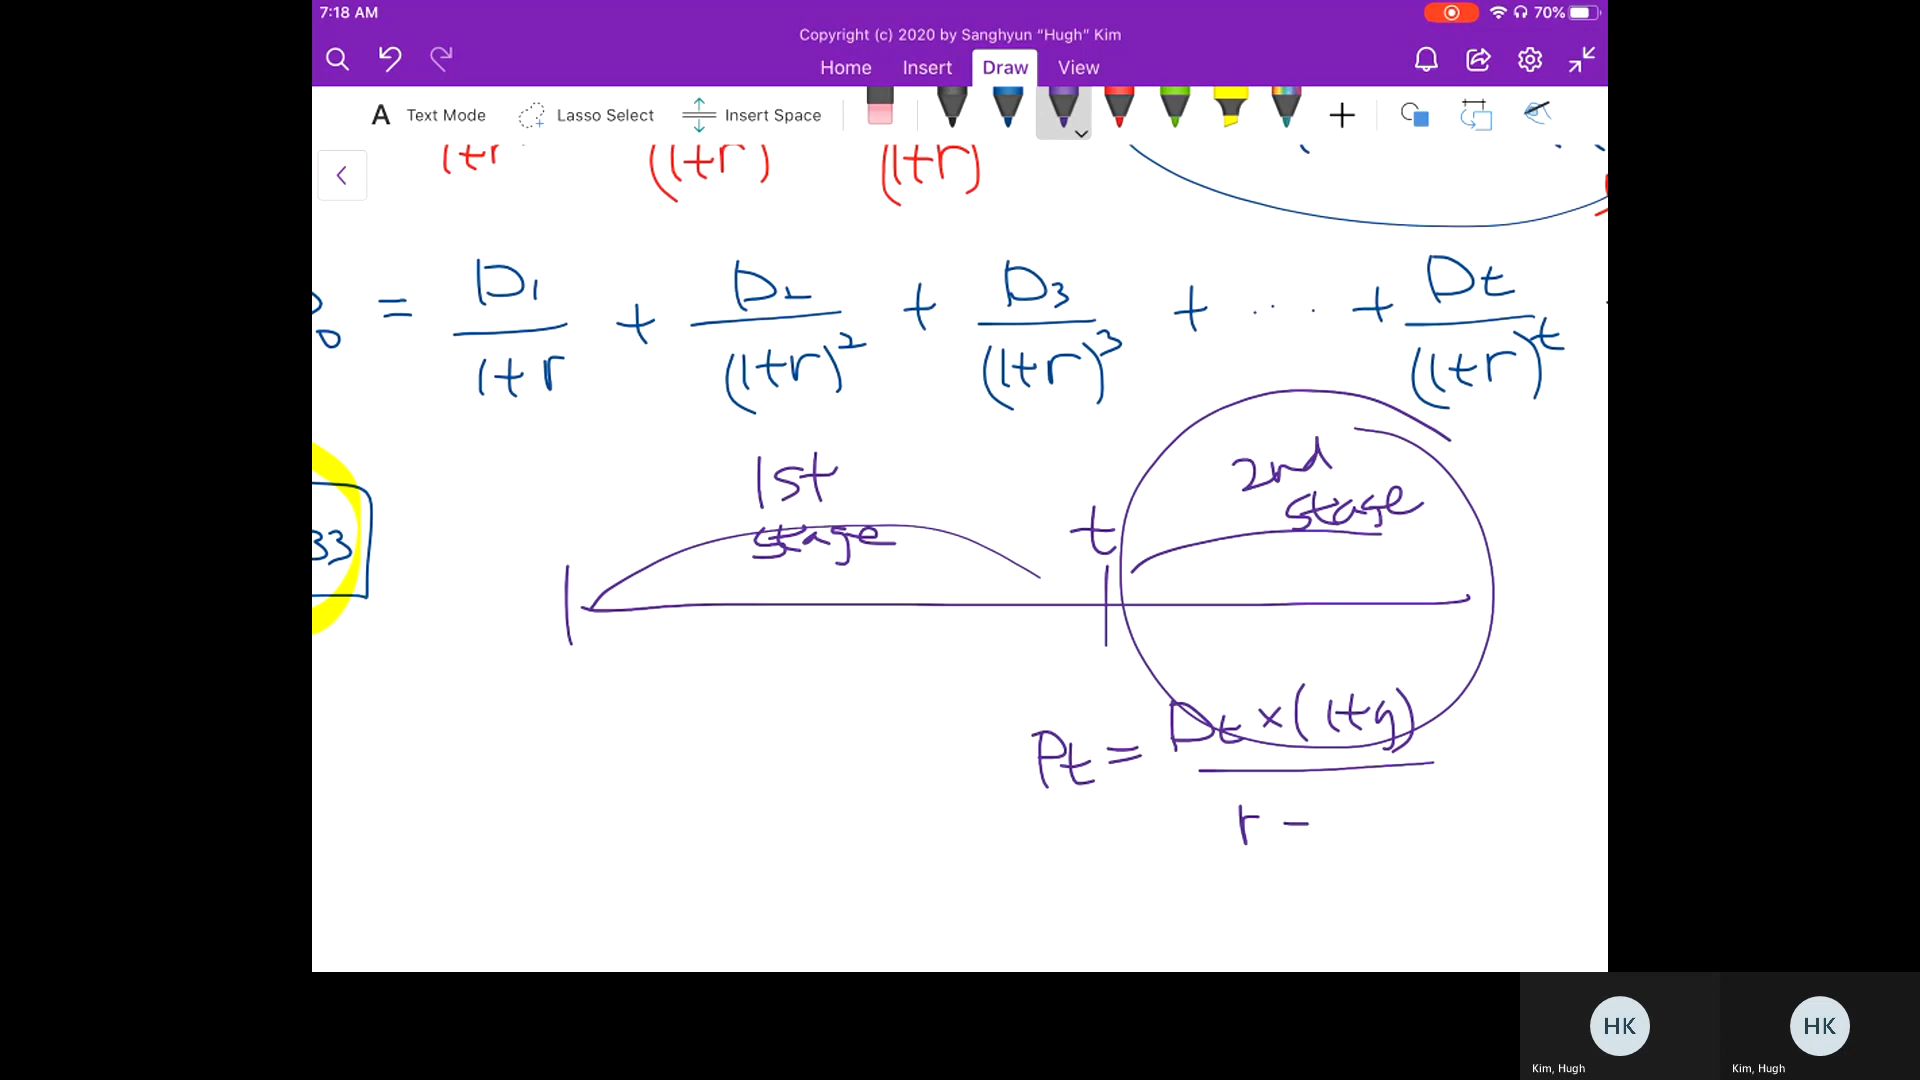 7:18 AM
70%
Copyright (c) 2020 by Sanghyun “Hugh” Kim
Home Insert Draw View
A Text Mode Lasso Select Insert Space
1+r (1+r) (1+r)
0 = D1/(1+r) + D2/(1+r)^2 + D3/(1+r)^3 + ... + Dt/(1+r)^t
1st
stage
t
2nd
stage
33
Pt = Dt × (1+g)
r -
HK HK
Kim, Hugh Kim, Hugh